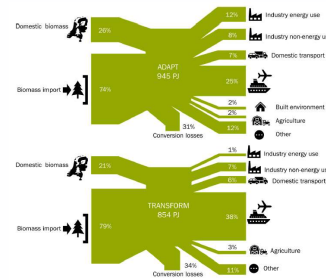 Domestic biomass
26%
Biomass import
74%
ADAPT
945 PJ
12%
Industry energy use
8%
Industry non-energy u
7%
Domestic transport
25%
2%
Built environment
2%
Agriculture
12%
Other
31%
Conversion losses
Domestic biomass
21%
Biomass import
79%
TRANSFORM
854 PJ
1%
Industry energy use
7%
Industry non-energy us
6%
Domestic transport
38%
3%
Agriculture
11%
Other
34%
Conversion losses